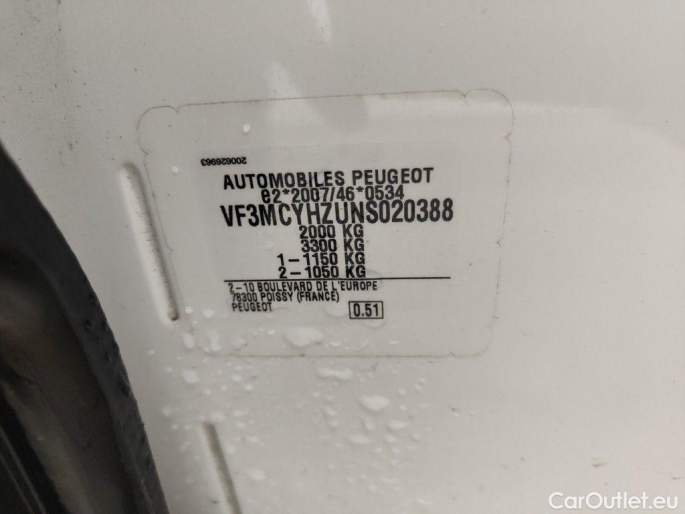 200626963
AUTOMOBILES PEUGEOT
e2*2007/46*0534
VF3MCYHZUNS020388
2000 KG
3300 KG
1-1150 KG
2-1050 KG
2-10 BOULEVARD DE L'EUROPE
78300 POISSY (FRANCE)
PEUGEOT
0.51
CarOutlet.eu